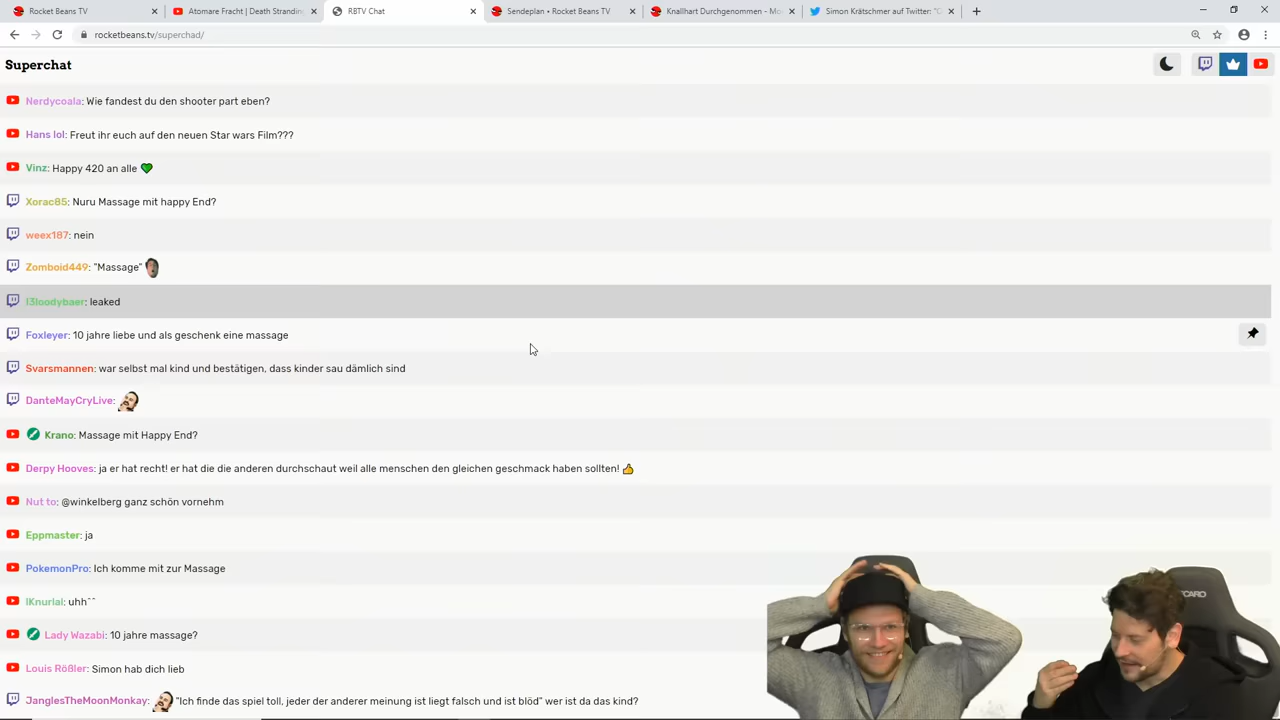 Rocket Beans TV
Atomare Fracht | Death Stranding
RBTV Chat
Sendeplan • Rocket Beans TV
Knallhart Durchgenommen - Mo
Simon Krätschmer auf Twitter: "D
rocketbeans.tv/superchad/
Superchat
Nerdycoala: Wie fandest du den shooter part eben?
Hans lol: Freut ihr euch auf den neuen Star wars Film???
Vinz: Happy 420 an alle 💚
Xorac85: Nuru Massage mit happy End?
weex187: nein
Zomboid449: "Massage"
l3loodybaer: leaked
Foxleyer: 10 jahre liebe und als geschenk eine massage
Svarsmannen: war selbst mal kind und bestätigen, dass kinder sau dämlich sind
DanteMayCryLive:
Krano: Massage mit Happy End?
Derpy Hooves: ja er hat recht! er hat die die anderen durchschaut weil alle menschen den gleichen geschmack haben sollten! 👍
Nut to: @winkelberg ganz schön vornehm
Eppmaster: ja
PokemonPro: Ich komme mit zur Massage
IKnurlal: uhh^^
Lady Wazabi: 10 jahre massage?
Louis Rößler: Simon hab dich lieb
JanglesTheMoonMonkay: "Ich finde das spiel toll, jeder der anderer meinung ist liegt falsch und ist blöd" wer ist da das kind?